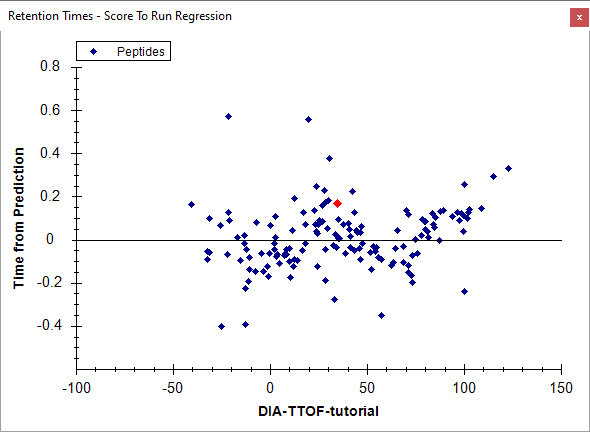 Retention Times - Score To Run Regression
x
Peptides
0.8
0.6
0.4
0.2
0
-0.2
-0.4
Time from Prediction
-100 -50 0 50 100 150
DIA-TTOF-tutorial